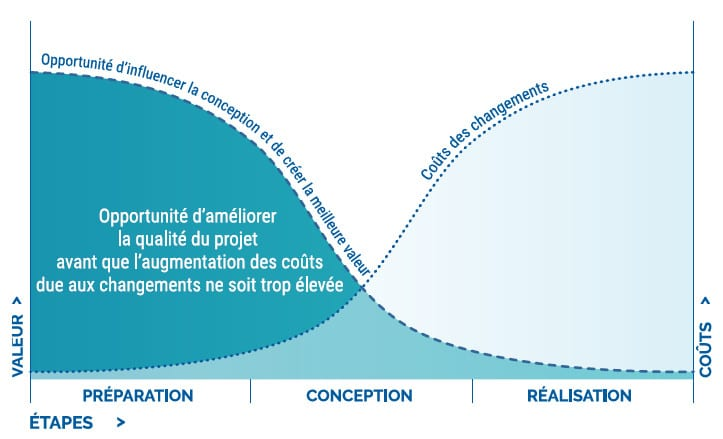 Opportunité d'influencer la conception et de créer la meilleure valeur
Coûts des changements
Opportunité d'améliorer
la qualité du projet
avant que l'augmentation des coûts
due aux changements ne soit trop élevée
VALEUR >
COÛTS >
PRÉPARATION
CONCEPTION
RÉALISATION
ÉTAPES >